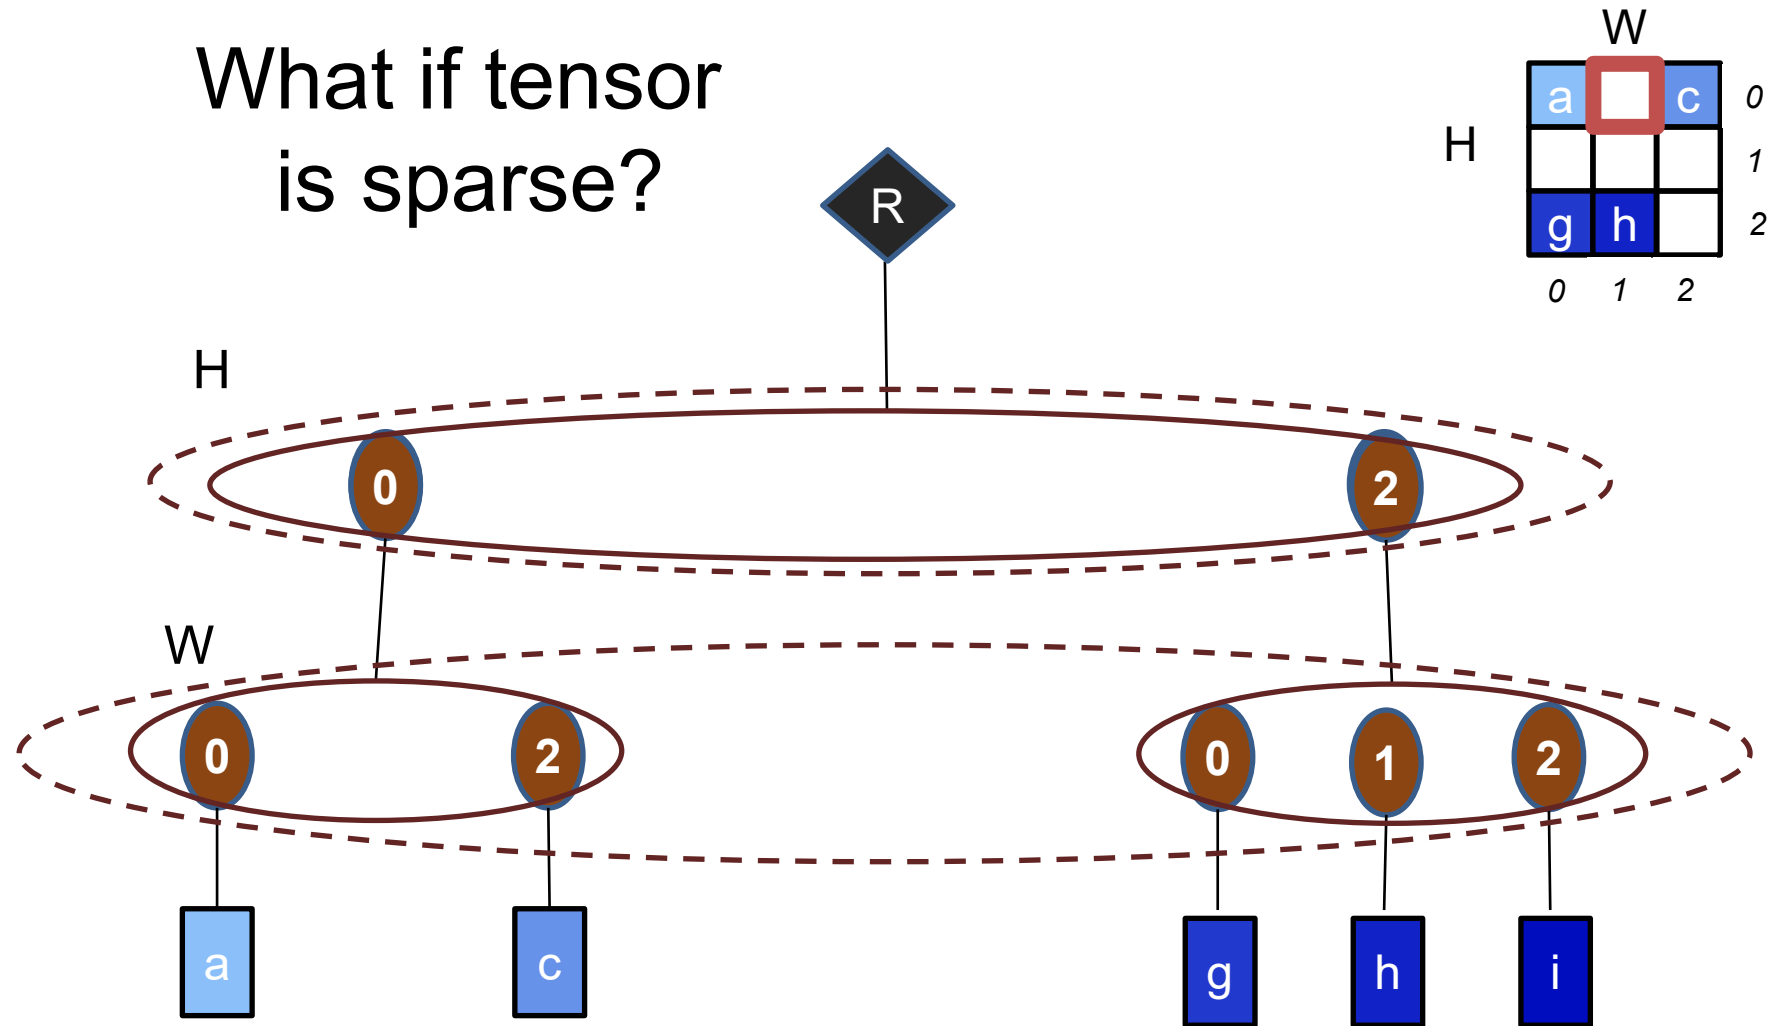 What if tensor
is sparse?
W
a c 0
H 1
g h 2
0 1 2
R
H
0 2
W
0 2 0 1 2
a c g h i